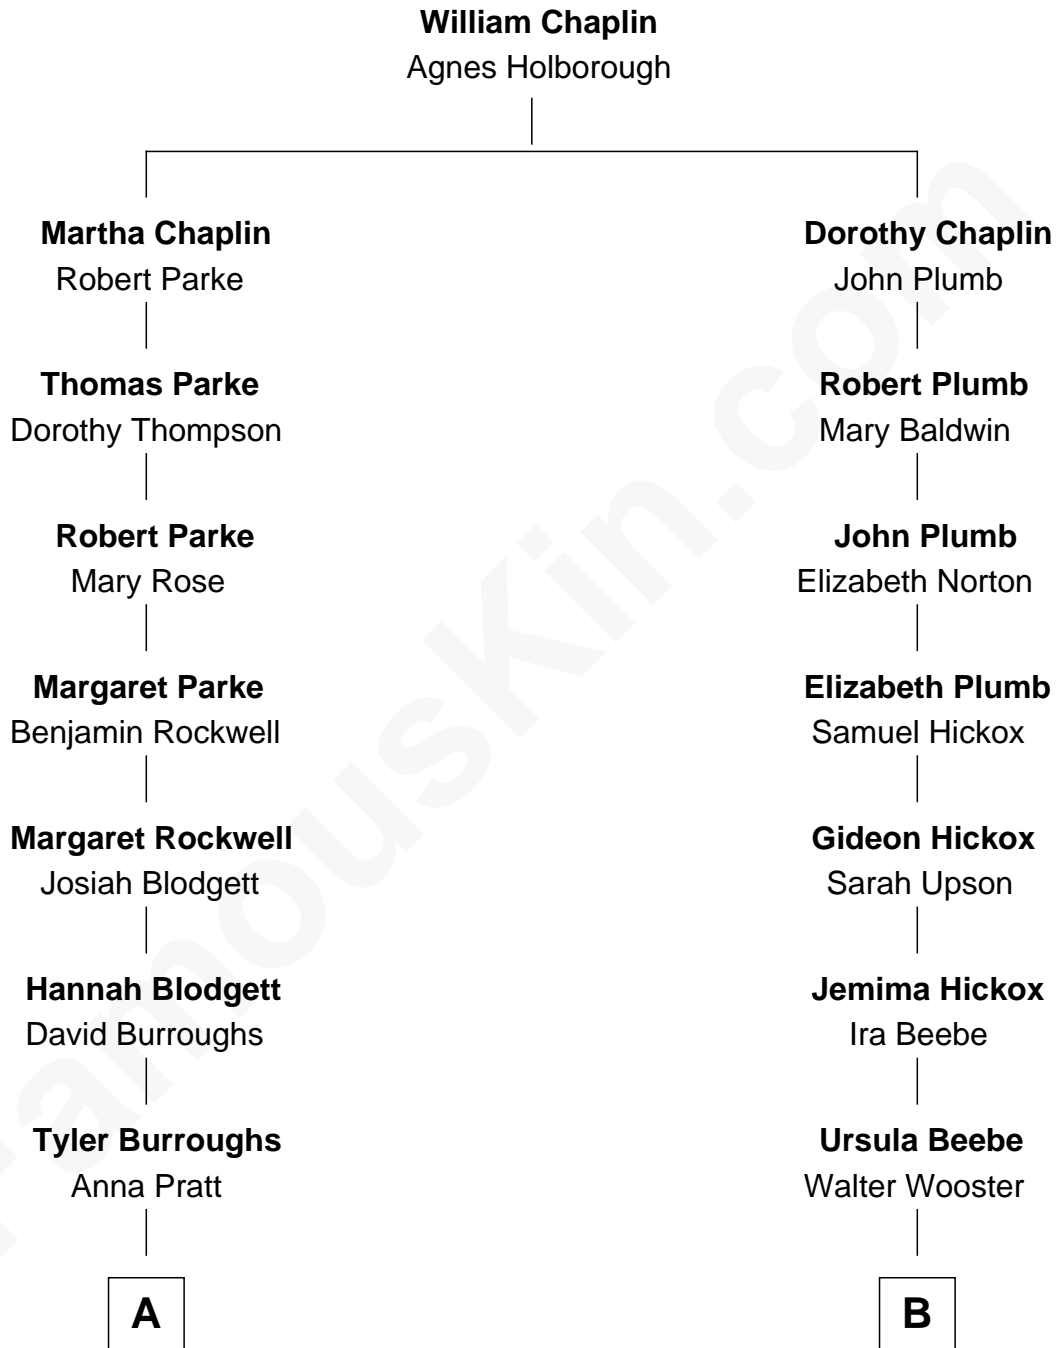 William Chaplin
Agnes Holborough
Martha Chaplin
Robert Parke
Dorothy Chaplin
John Plumb
Thomas Parke
Dorothy Thompson
Robert Plumb
Mary Baldwin
Robert Parke
Mary Rose
John Plumb
Elizabeth Norton
Margaret Parke
Benjamin Rockwell
Elizabeth Plumb
Samuel Hickox
Margaret Rockwell
Josiah Blodgett
Gideon Hickox
Sarah Upson
Hannah Blodgett
David Burroughs
Jemima Hickox
Ira Beebe
Tyler Burroughs
Anna Pratt
Ursula Beebe
Walter Wooster
A
B
FamousKin.com